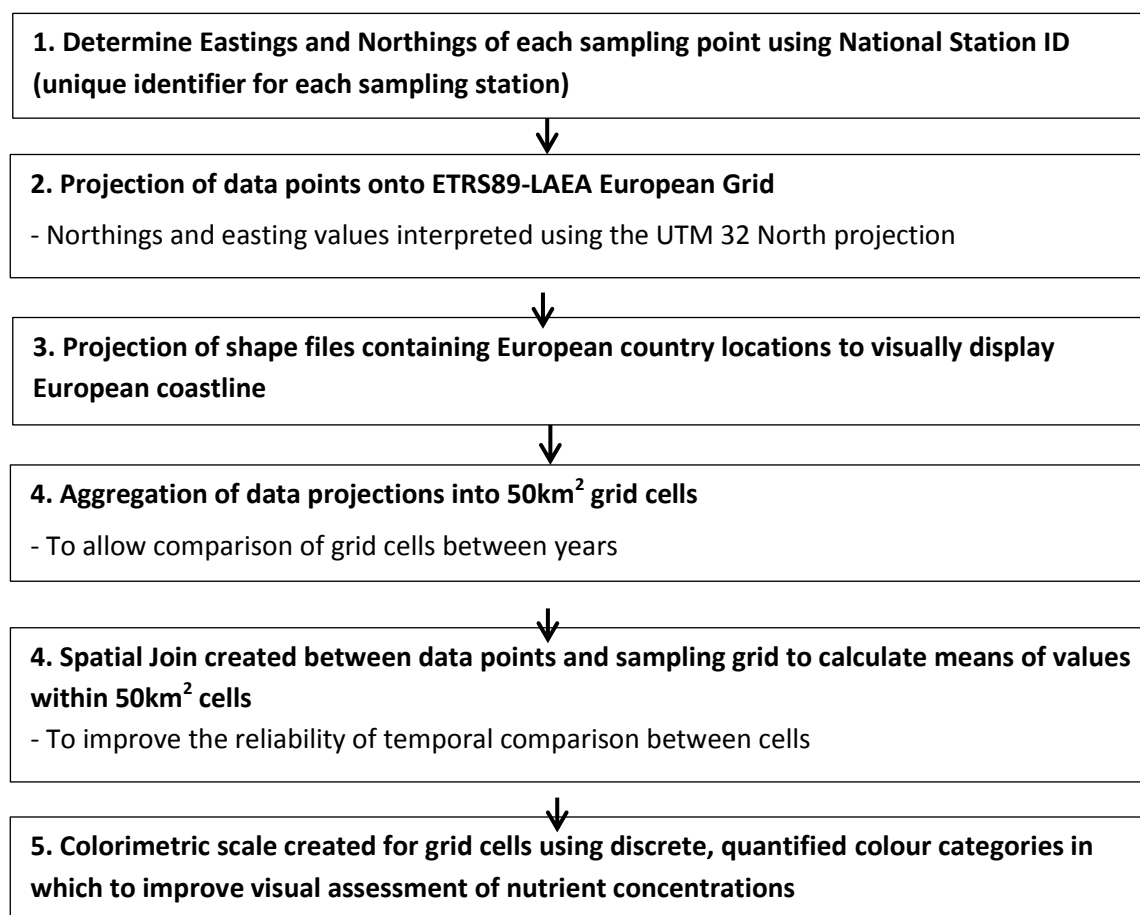 1. Determine Eastings and Northings of each sampling point using National Station ID
(unique identifier for each sampling station)
2. Projection of data points onto ETRS89-LAEA European Grid
- Northings and easting values interpreted using the UTM 32 North projection
3. Projection of shape files containing European country locations to visually display
European coastline
4. Aggregation of data projections into 50km² grid cells
- To allow comparison of grid cells between years
4. Spatial Join created between data points and sampling grid to calculate means of values
within 50km² cells
- To improve the reliability of temporal comparison between cells
5. Colorimetric scale created for grid cells using discrete, quantified colour categories in
which to improve visual assessment of nutrient concentrations